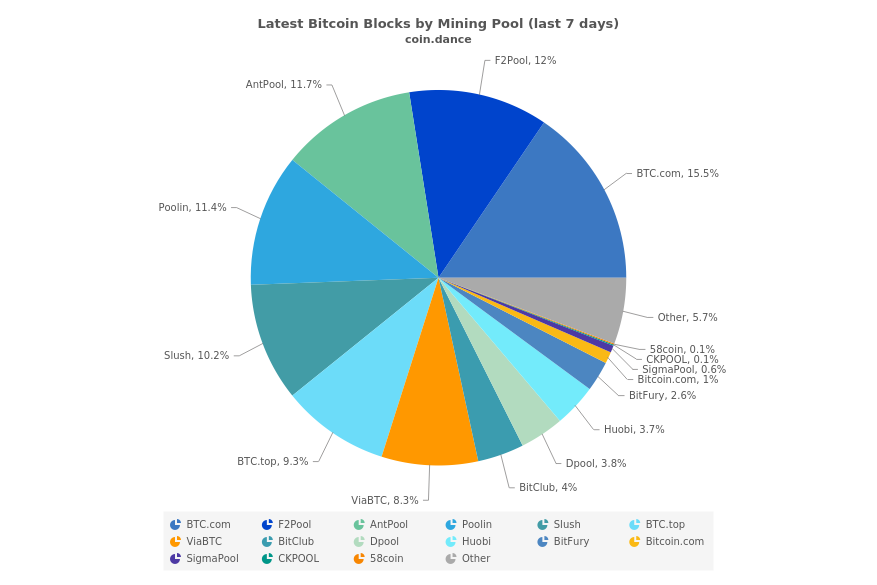 Latest Bitcoin Blocks by Mining Pool (last 7 days)
coin.dance
F2Pool, 12%
AntPool, 11.7%
BTC.com, 15.5%
Poolin, 11.4%
Other, 5.7%
58coin, 0.1%
Slush, 10.2%
CKPOOL, 0.1%
SigmaPool, 0.6%
Bitcoin.com, 1%
BitFury, 2.6%
Huobi, 3.7%
BTC.top, 9.3%
Dpool, 3.8%
BitClub, 4%
ViaBTC, 8.3%
BTC.com F2Pool AntPool Poolin Slush BTC.top
ViaBTC BitClub Dpool Huobi BitFury Bitcoin.com
SigmaPool CKPOOL 58coin Other